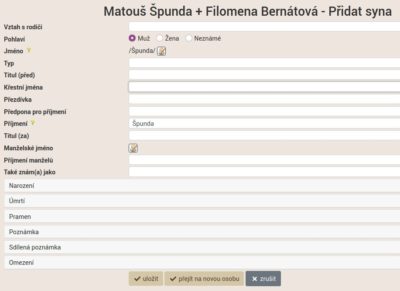 Matouš Špunda + Filomena Bernátová - Přidat syna
Vztah s rodiči
Pohlaví Muž Žena Neznámé
Jméno /Špunda/
Typ
Titul (před)
Křestní jména
Přezdívka
Předpona pro příjmení
Příjmení Špunda
Titul (za)
Manželské jméno
Příjmení manželů
Také znám(a) jako
Narození
Úmrtí
Pramen
Poznámka
Sdílená poznámka
Omezení
uložit přejít na novou osobu zrušit